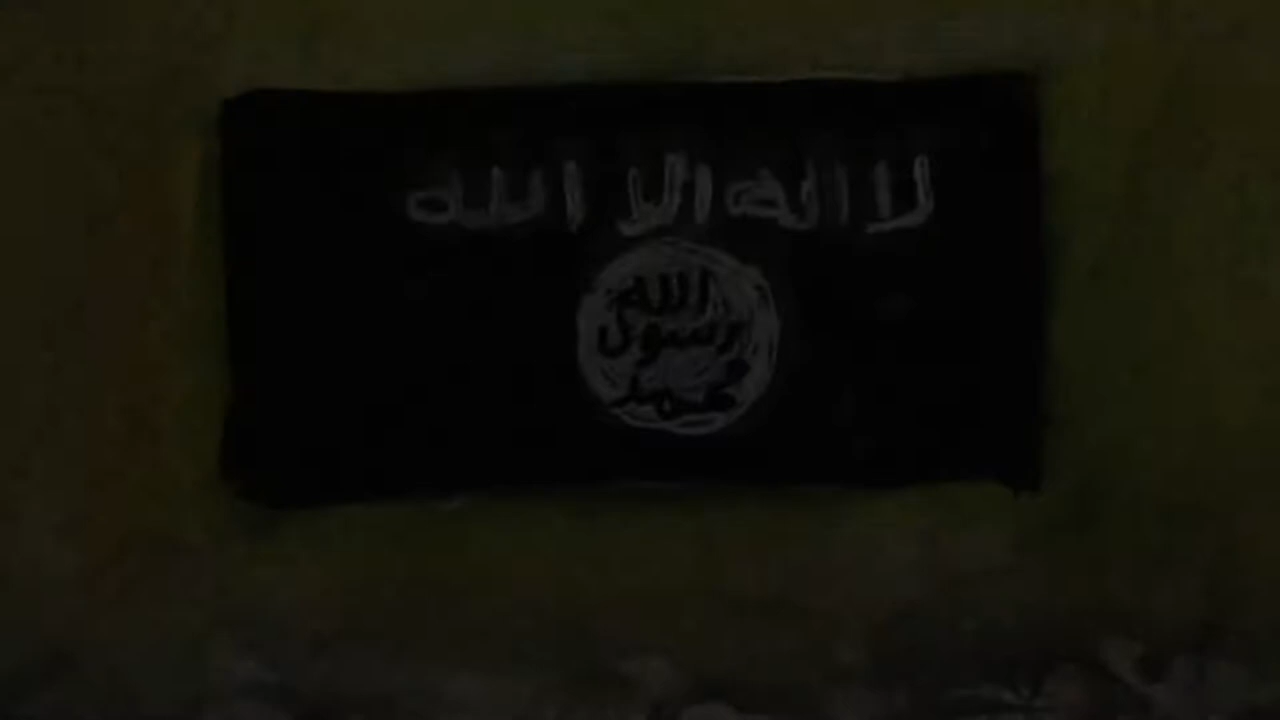 لا اله الا الله
الله
رسول
محمد